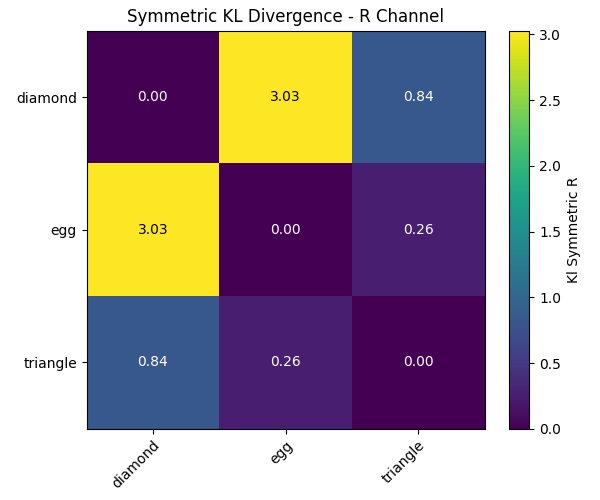 Symmetric KL Divergence - R Channel
diamond 0.00 3.03 0.84
egg 3.03 0.00 0.26
triangle 0.84 0.26 0.00
diamond egg triangle
3.0
2.5
2.0
1.5
1.0
0.5
0.0
Kl Symmetric R